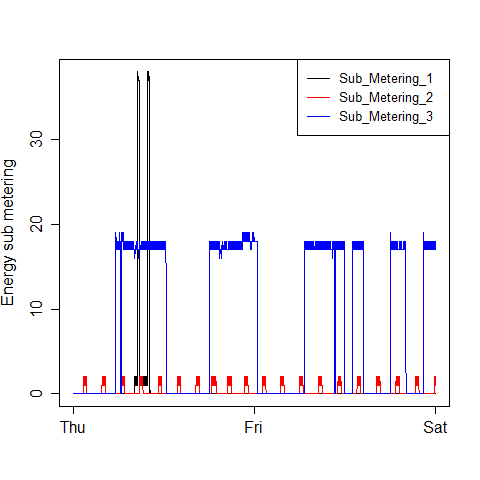 Sub_Metering_1
Sub_Metering_2
Sub_Metering_3
Energy sub metering
30
20
10
0
Thu Fri Sat